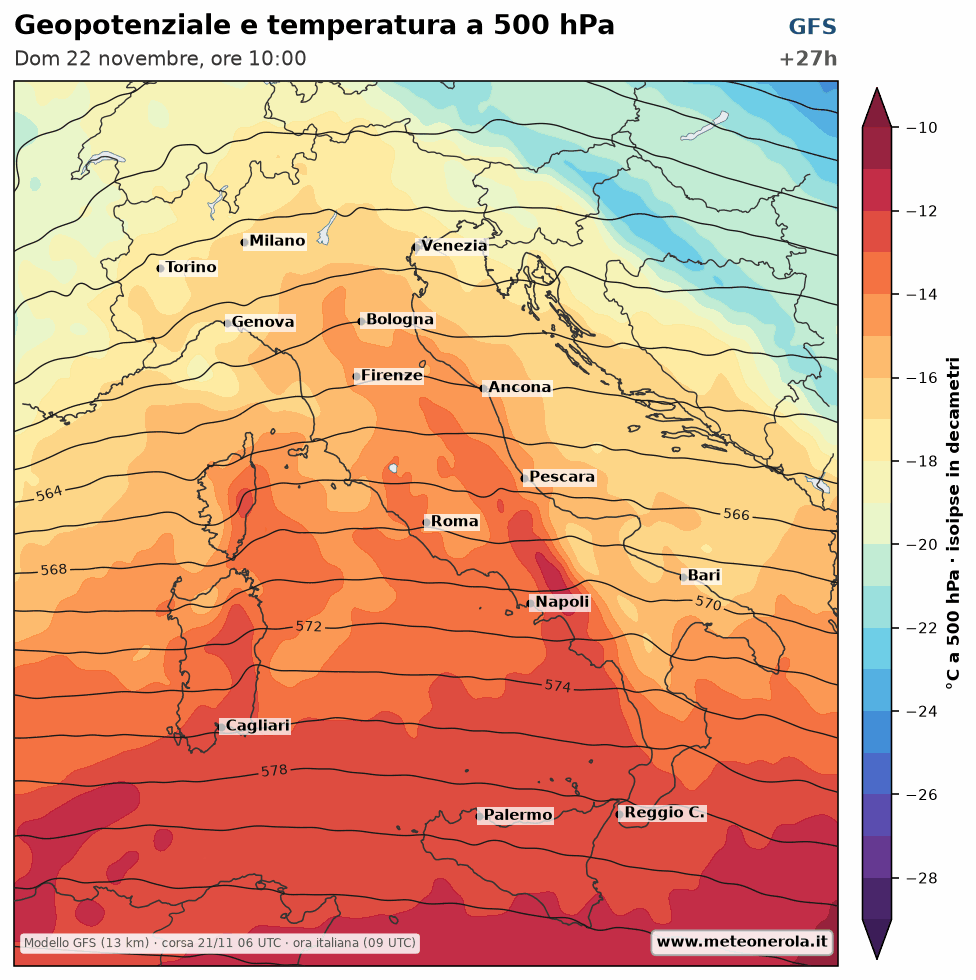 Geopotenziale e temperatura a 500 hPa
GFS
Dom 22 novembre, ore 10:00
+27h
−10
−12
−14
−16
−18
−20
−22
−24
−26
−28
°C a 500 hPa · isoipse in decametri
Milano
Venezia
Torino
Genova
Bologna
Firenze
Ancona
Pescara
564
566
Roma
568
Bari
Napoli
570
572
574
Cagliari
578
Palermo
Reggio C.
Modello GFS (13 km) · corsa 21/11 06 UTC · ora italiana (09 UTC)
www.meteonerola.it